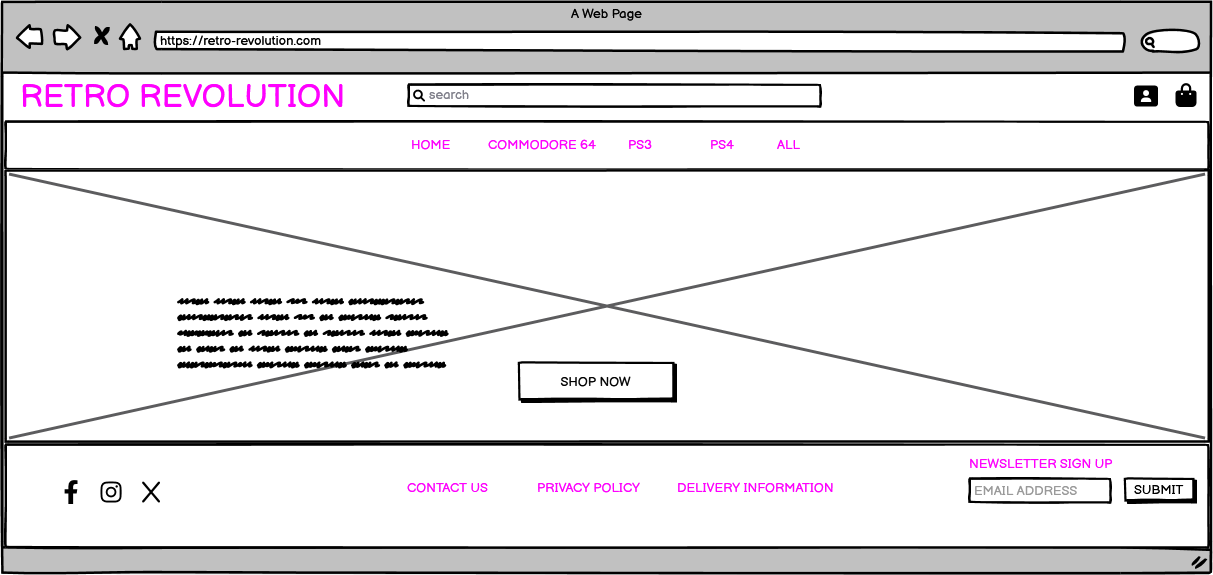 A Web Page
https://retro-revolution.com
RETRO REVOLUTION
search
HOME COMMODORE 64 PS3 PS4 ALL
SHOP NOW
NEWSLETTER SIGN UP
CONTACT US PRIVACY POLICY DELIVERY INFORMATION
EMAIL ADDRESS SUBMIT